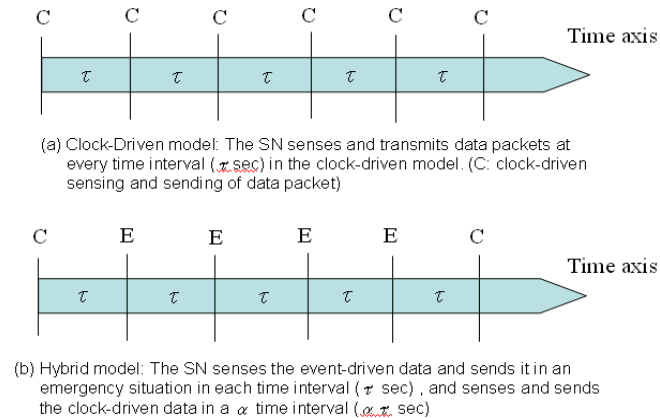 C C C C C C
Time axis
τ τ τ τ τ
(a) Clock-Driven model: The SN senses and transmits data packets at
every time interval (τ sec) in the clock-driven model. (C: clock-driven
sensing and sending of data packet)
C E E E E C
Time axis
τ τ τ τ τ
(b) Hybrid model: The SN senses the event-driven data and sends it in an
emergency situation in each time interval (τ sec) , and senses and sends
the clock-driven data in a α time interval (α τ sec)